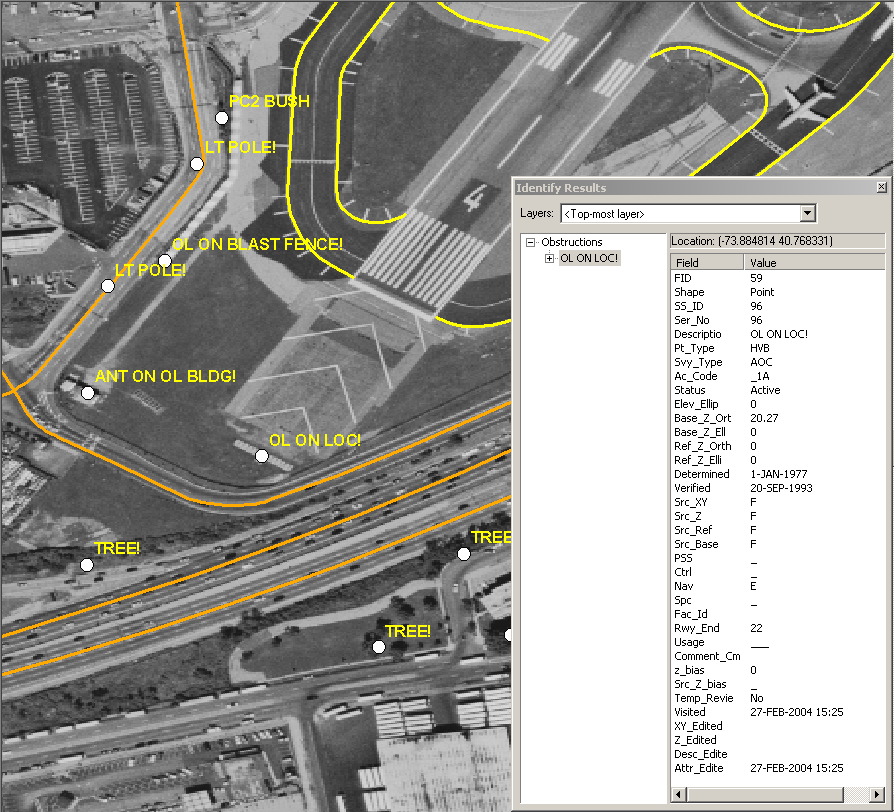 PC2 BUSH
LT POLE!
OL ON BLAST FENCE!
LT POLE!
ANT ON OL BLDG!
OL ON LOC!
TREE!
TREE
TREE!
4
Identify Results
Layers: <Top-most layer>
Obstructions
OL ON LOC!
Location: (-73.884814 40.768331)
Field Value
FID 59
Shape Point
SS_ID 96
Ser_No 96
Descriptio OL ON LOC!
Pt_Type HVB
Svy_Type AOC
Ac_Code _1A
Status Active
Elev_Ellip 0
Base_Z_Ort 20.27
Base_Z_Ell 0
Ref_Z_Orth 0
Ref_Z_Elli 0
Determined 1-JAN-1977
Verified 20-SEP-1993
Src_XY F
Src_Z F
Src_Ref F
Src_Base F
PSS _
Ctrl _
Nav E
Spc _
Fac_Id
Rwy_End 22
Usage ___
Comment_Cm
z_bias 0
Src_Z_bias _
Temp_Revie No
Visited 27-FEB-2004 15:25
XY_Edited
Z_Edited
Desc_Edite
Attr_Edite 27-FEB-2004 15:25